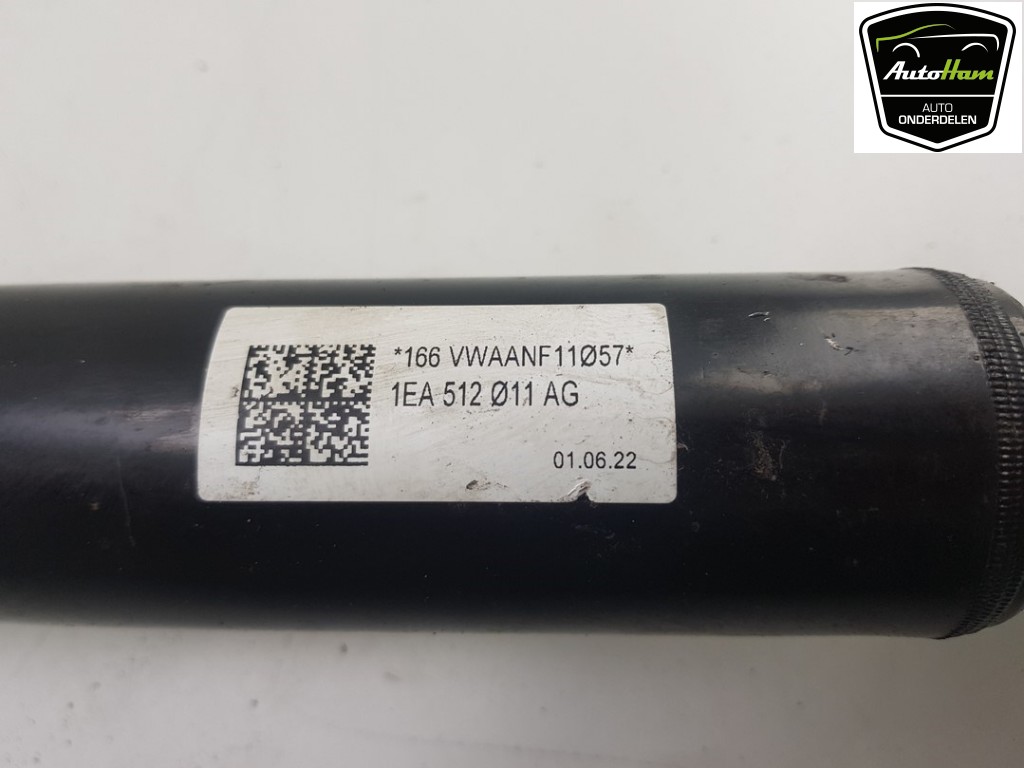 AutoHam
AUTO
ONDERDELEN
*166 VWAANF11Ø57*
1EA 512 Ø11 AG
01.06.22